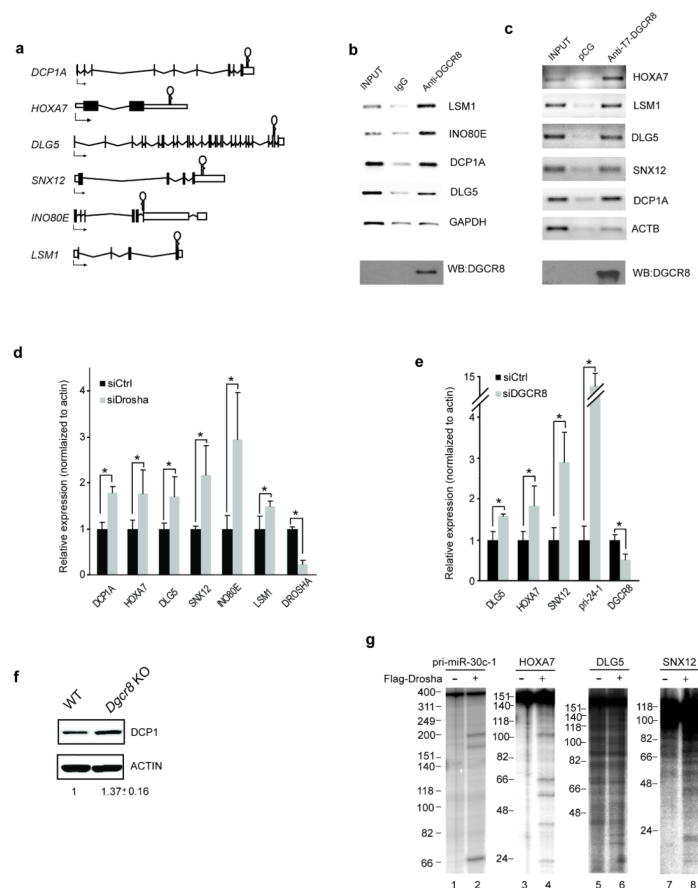 a
DCP1A
HOXA7
DLG5
SNX12
INO80E
LSM1
b
INPUT
IgG
Anti-DGCR8
LSM1
INO80E
DCP1A
DLG5
GAPDH
WB:DGCR8
c
INPUT
pCG
Anti-T7-DGCR8
HOXA7
LSM1
DLG5
SNX12
DCP1A
ACTB
WB:DGCR8
d
Relative expression (normlaized to actin)
4
3
2
1
0
siCtrl
siDrosha
* * * * * * *
DCP1A HOXA7 DLG5 SNX12 INO80E LSM1 DROSHA
e
Relative expression (normlaized to actin)
15
4
3
2
1
0
siCtrl
siDGCR8
* * * * *
DLG5 HOXA7 SNX12 pri-24-1 DGCR8
f
WT
Dgcr8 KO
DCP1
ACTIN
1 1.37± 0.16
g
pri-miR-30c-1 HOXA7 DLG5 SNX12
Flag-Drosha - + - + - + - +
400
311
249
200
151
140
118
100
82
66
151
140
118
100
82
66
48
24
151
140
118
100
82
66
48
24
118
100
82
66
48
24
1 2 3 4 5 6 7 8